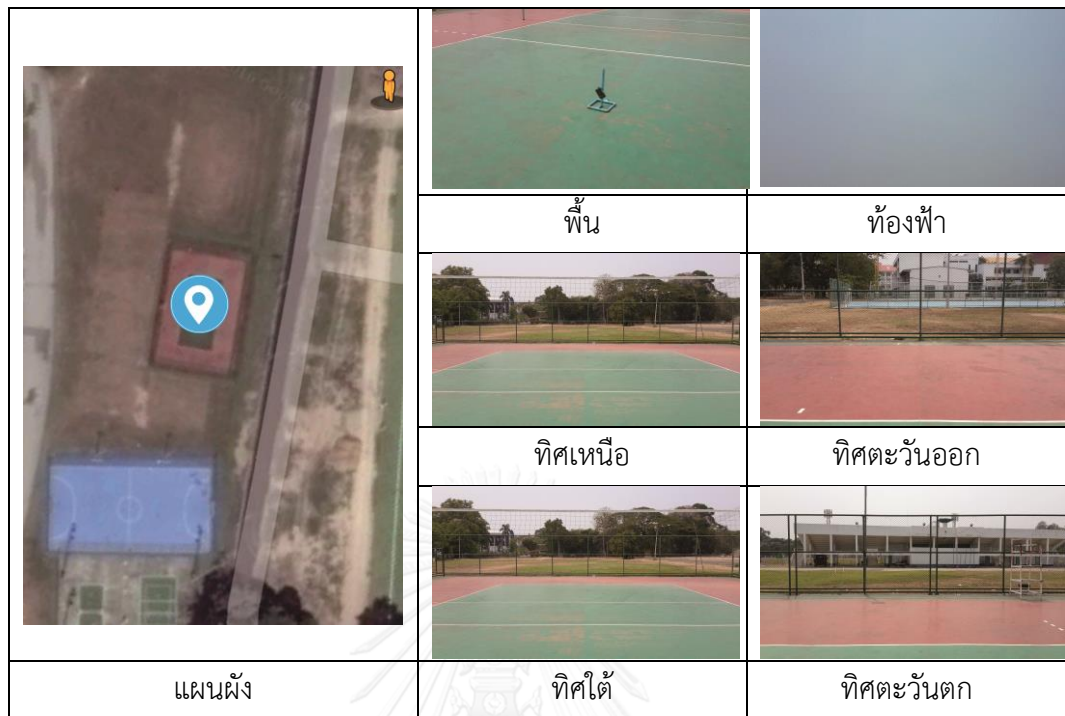 พื้น
ท้องฟ้า
ทิศเหนือ
ทิศตะวันออก
แผนผัง
ทิศใต้
ทิศตะวันตก